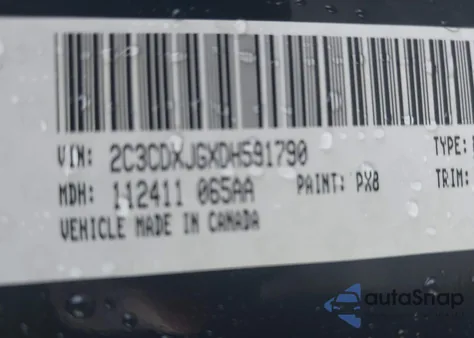 VIN: 2C3CDXJGXDH591790 TYPE:
MDH: 112411 065AA PAINT: PX8 TRIM:
VEHICLE MADE IN CANADA
autoSnap